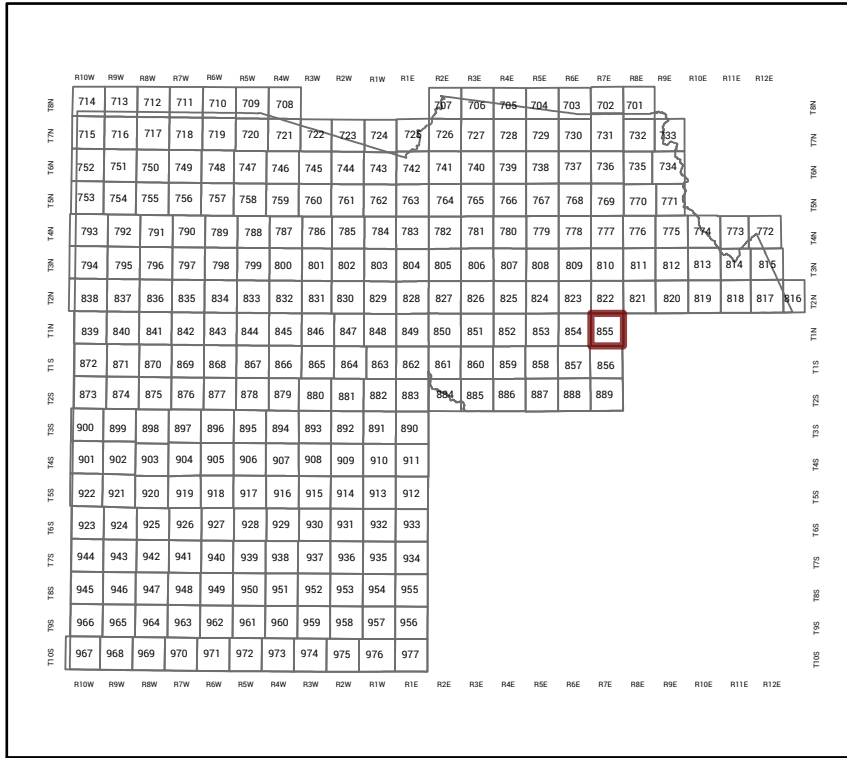 R10W R9W R8W R7W R6W R5W R4W R3W R2W R1W R1E R2E R3E R4E R5E R6E R7E R8E R9E R10E R11E R12E
T8N 714 713 712 711 710 709 708 707 706 705 704 703 702 701 T8N
T7N 715 716 717 718 719 720 721 722 723 724 725 726 727 728 729 730 731 732 733 T7N
T6N 752 751 750 749 748 747 746 745 744 743 742 741 740 739 738 737 736 735 734 T6N
T5N 753 754 755 756 757 758 759 760 761 762 763 764 765 766 767 768 769 770 771 T5N
T4N 793 792 791 790 789 788 787 786 785 784 783 782 781 780 779 778 777 776 775 774 773 772 T4N
T3N 794 795 796 797 798 799 800 801 802 803 804 805 806 807 808 809 810 811 812 813 814 815 T3N
T2N 838 837 836 835 834 833 832 831 830 829 828 827 826 825 824 823 822 821 820 819 818 817 816 T2N
T1N 839 840 841 842 843 844 845 846 847 848 849 850 851 852 853 854 855 T1N
T1S 872 871 870 869 868 867 866 865 864 863 862 861 860 859 858 857 856 T1S
T2S 873 874 875 876 877 878 879 880 881 882 883 884 885 886 887 888 889 T2S
T3S 900 899 898 897 896 895 894 893 892 891 890 T3S
T4S 901 902 903 904 905 906 907 908 909 910 911 T4S
T5S 922 921 920 919 918 917 916 915 914 913 912 T5S
T6S 923 924 925 926 927 928 929 930 931 932 933 T6S
T7S 944 943 942 941 940 939 938 937 936 935 934 T7S
T8S 945 946 947 948 949 950 951 952 953 954 955 T8S
T9S 966 965 964 963 962 961 960 959 958 957 956 T9S
T10S 967 968 969 970 971 972 973 974 975 976 977 T10S
R10W R9W R8W R7W R6W R5W R4W R3W R2W R1W R1E R2E R3E R4E R5E R6E R7E R8E R9E R10E R11E R12E